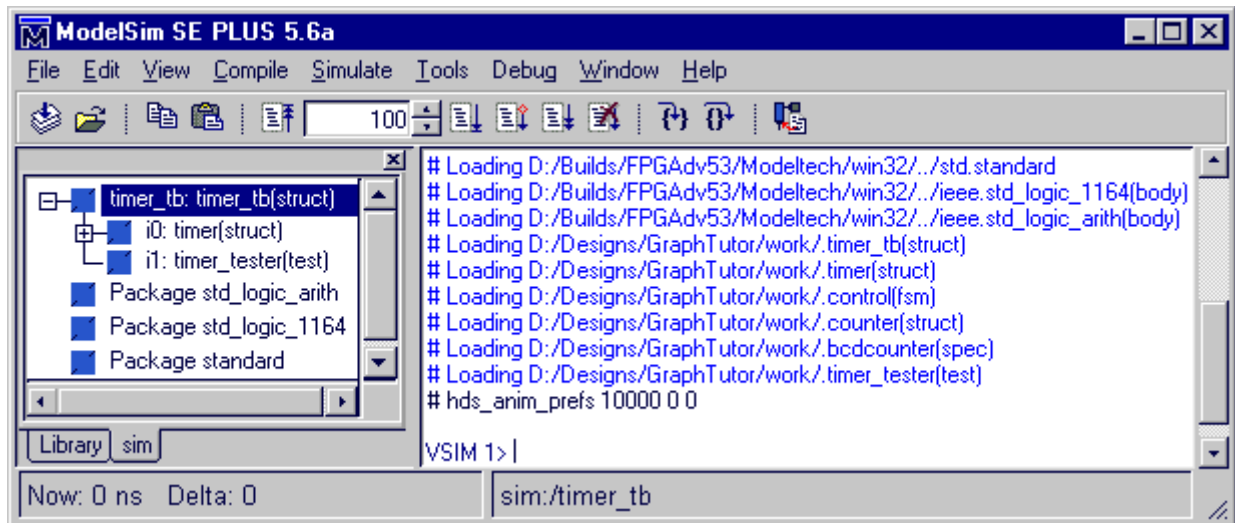 ModelSim SE PLUS 5.6a
File Edit View Compile Simulate Tools Debug Window Help
100
timer_tb: timer_tb(struct)
i0: timer(struct)
i1: timer_tester(test)
Package std_logic_arith
Package std_logic_1164
Package standard
Library sim
# Loading D:/Builds/FPGAdv53/Modeltech/win32/../std.standard
# Loading D:/Builds/FPGAdv53/Modeltech/win32/../ieee.std_logic_1164(body)
# Loading D:/Builds/FPGAdv53/Modeltech/win32/../ieee.std_logic_arith(body)
# Loading D:/Designs/GraphTutor/work/.timer_tb(struct)
# Loading D:/Designs/GraphTutor/work/.timer(struct)
# Loading D:/Designs/GraphTutor/work/.control(fsm)
# Loading D:/Designs/GraphTutor/work/.counter(struct)
# Loading D:/Designs/GraphTutor/work/.bcdcounter(spec)
# Loading D:/Designs/GraphTutor/work/.timer_tester(test)
# hds_anim_prefs 10000 0 0
VSIM 1>
Now: 0 ns Delta: 0
sim:/timer_tb